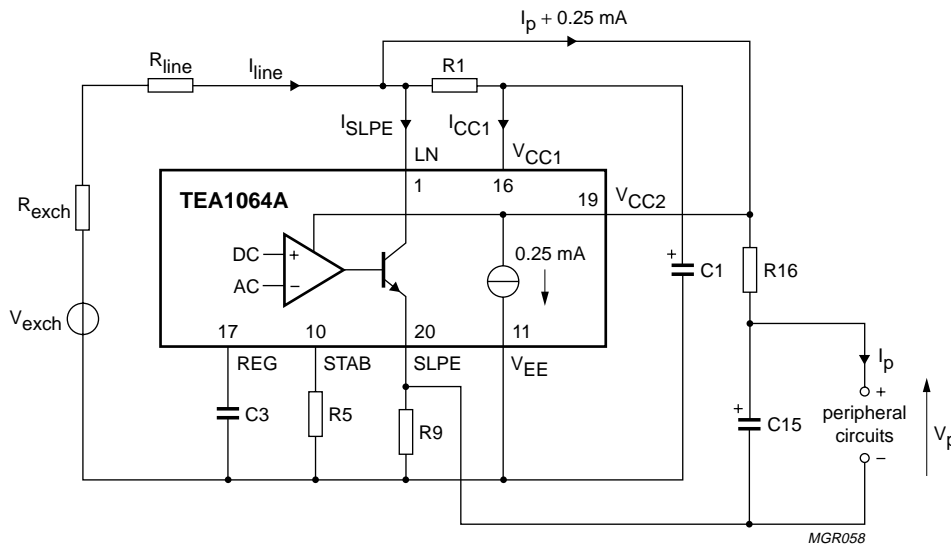 Ip + 0.25 mA
Rline
Iline
R1
ISLPE
ICC1
LN
VCC1
1
16
TEA1064A
19
VCC2
Rexch
DC
+
AC
−
0.25 mA
+
C1
R16
Vexch
17
10
20
11
REG
STAB
SLPE
VEE
Ip
C3
R5
R9
+
C15
+
peripheral
circuits
−
Vp
MGR058